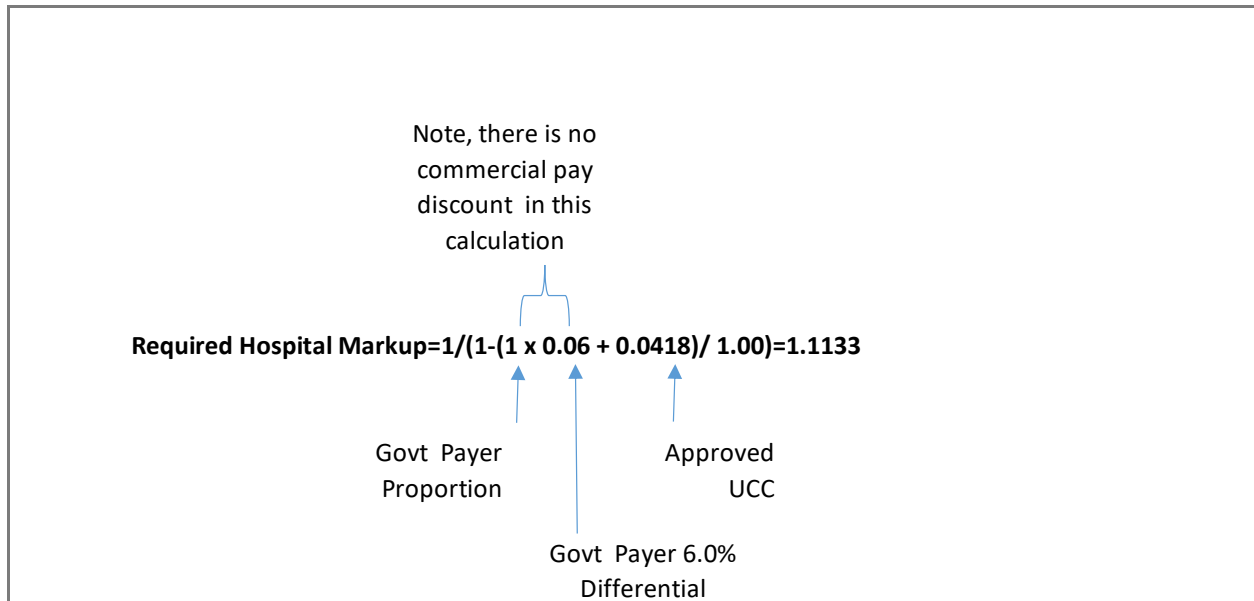 Note, there is no
commercial pay
discount in this
calculation
Required Hospital Markup=1/(1-(1 x 0.06 + 0.0418)/ 1.00)=1.1133
Govt Payer
Proportion
Approved
UCC
Govt Payer 6.0%
Differential